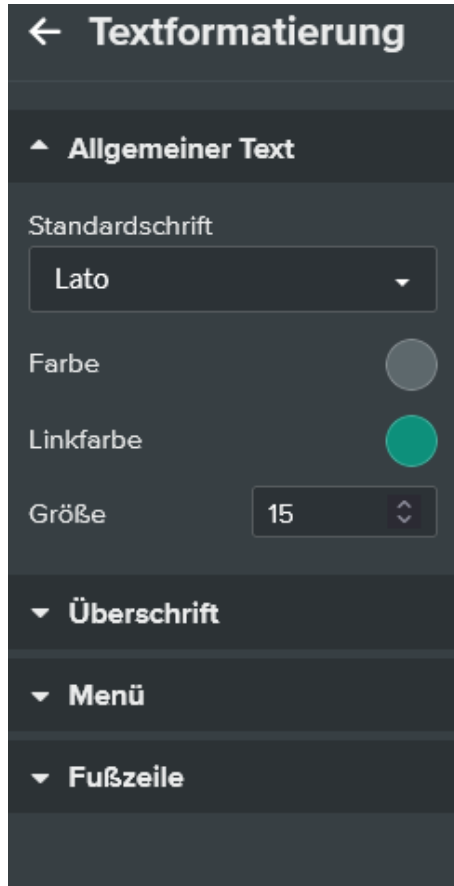 Textformatierung
Allgemeiner Text
Standardschrift
Lato
Farbe
Linkfarbe
Größe
15
Überschrift
Menü
Fußzeile